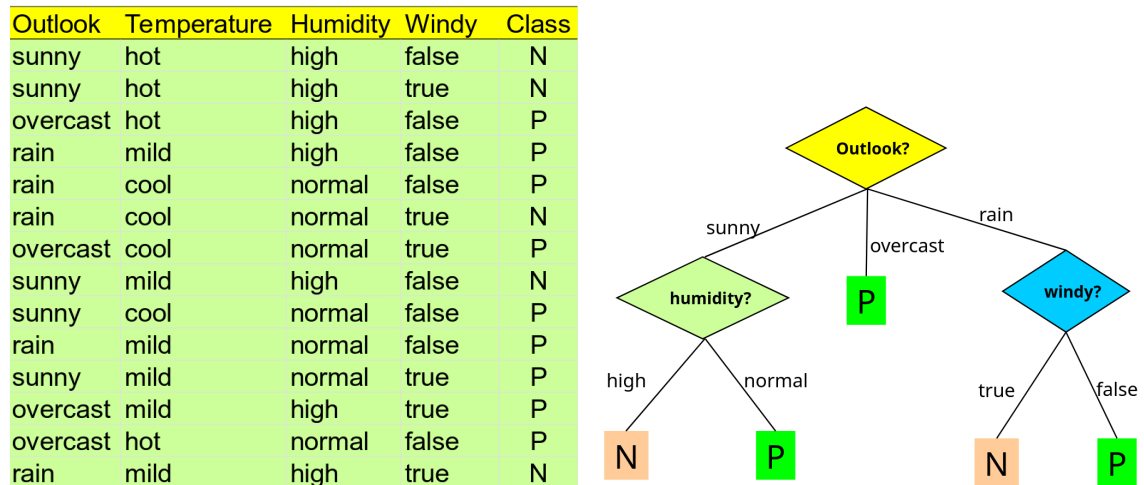 Outlook Temperature Humidity Windy Class
sunny hot high false N
sunny hot high true N
overcast hot high false P
rain mild high false P
rain cool normal false P
rain cool normal true N
overcast cool normal true P
sunny mild high false N
sunny cool normal false P
rain mild normal false P
sunny mild normal true P
overcast mild high true P
overcast hot normal false P
rain mild high true N
Outlook?
sunny
overcast
rain
humidity?
P
windy?
high
normal
true
false
N
P
N
P